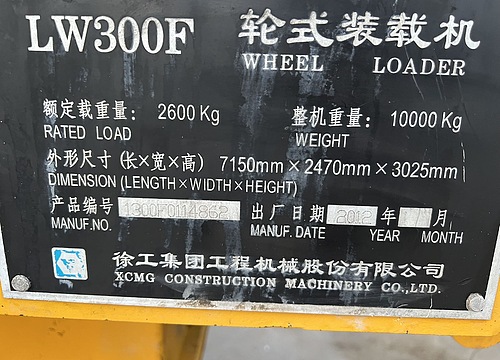 LW300F 轮式装载机
WHEEL LOADER
额定载重量: 2600 Kg 整机重量: 10000 Kg
RATED LOAD WEIGHT
外形尺寸 (长×宽×高) 7150mm×2470mm×3025mm
DIMENSION (LENGTH×WIDTH×HEIGHT)
产品编号 出厂日期 2012 年 月
MANUF.NO. MANUF. DATE YEAR MONTH
徐工集团工程机械股份有限公司
XCMG CONSTRUCTION MACHINERY CO.,LTD.